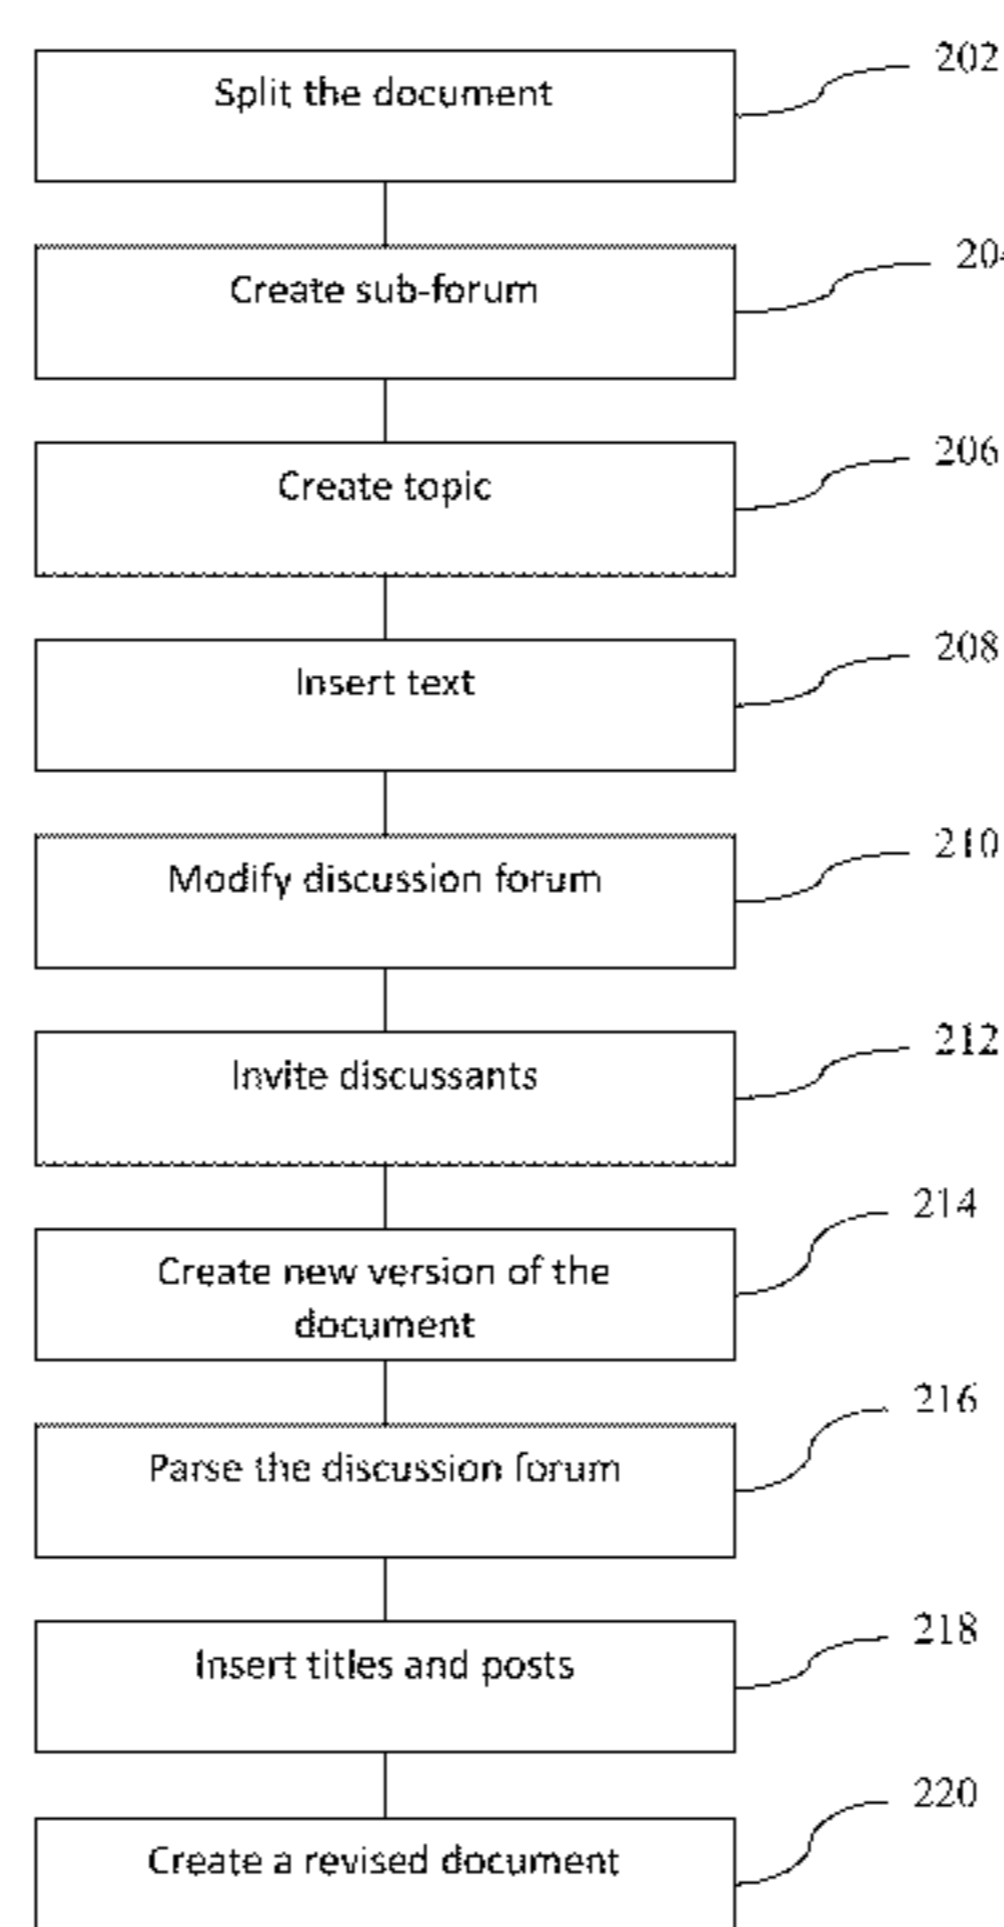 Split the document
202
Create sub-forum
204
Create topic
206
Insert text
208
Modify discussion forum
210
Invite discussants
212
Create new version of the
document
214
Parse the discussion forum
216
Insert titles and posts
218
Create a revised document
220